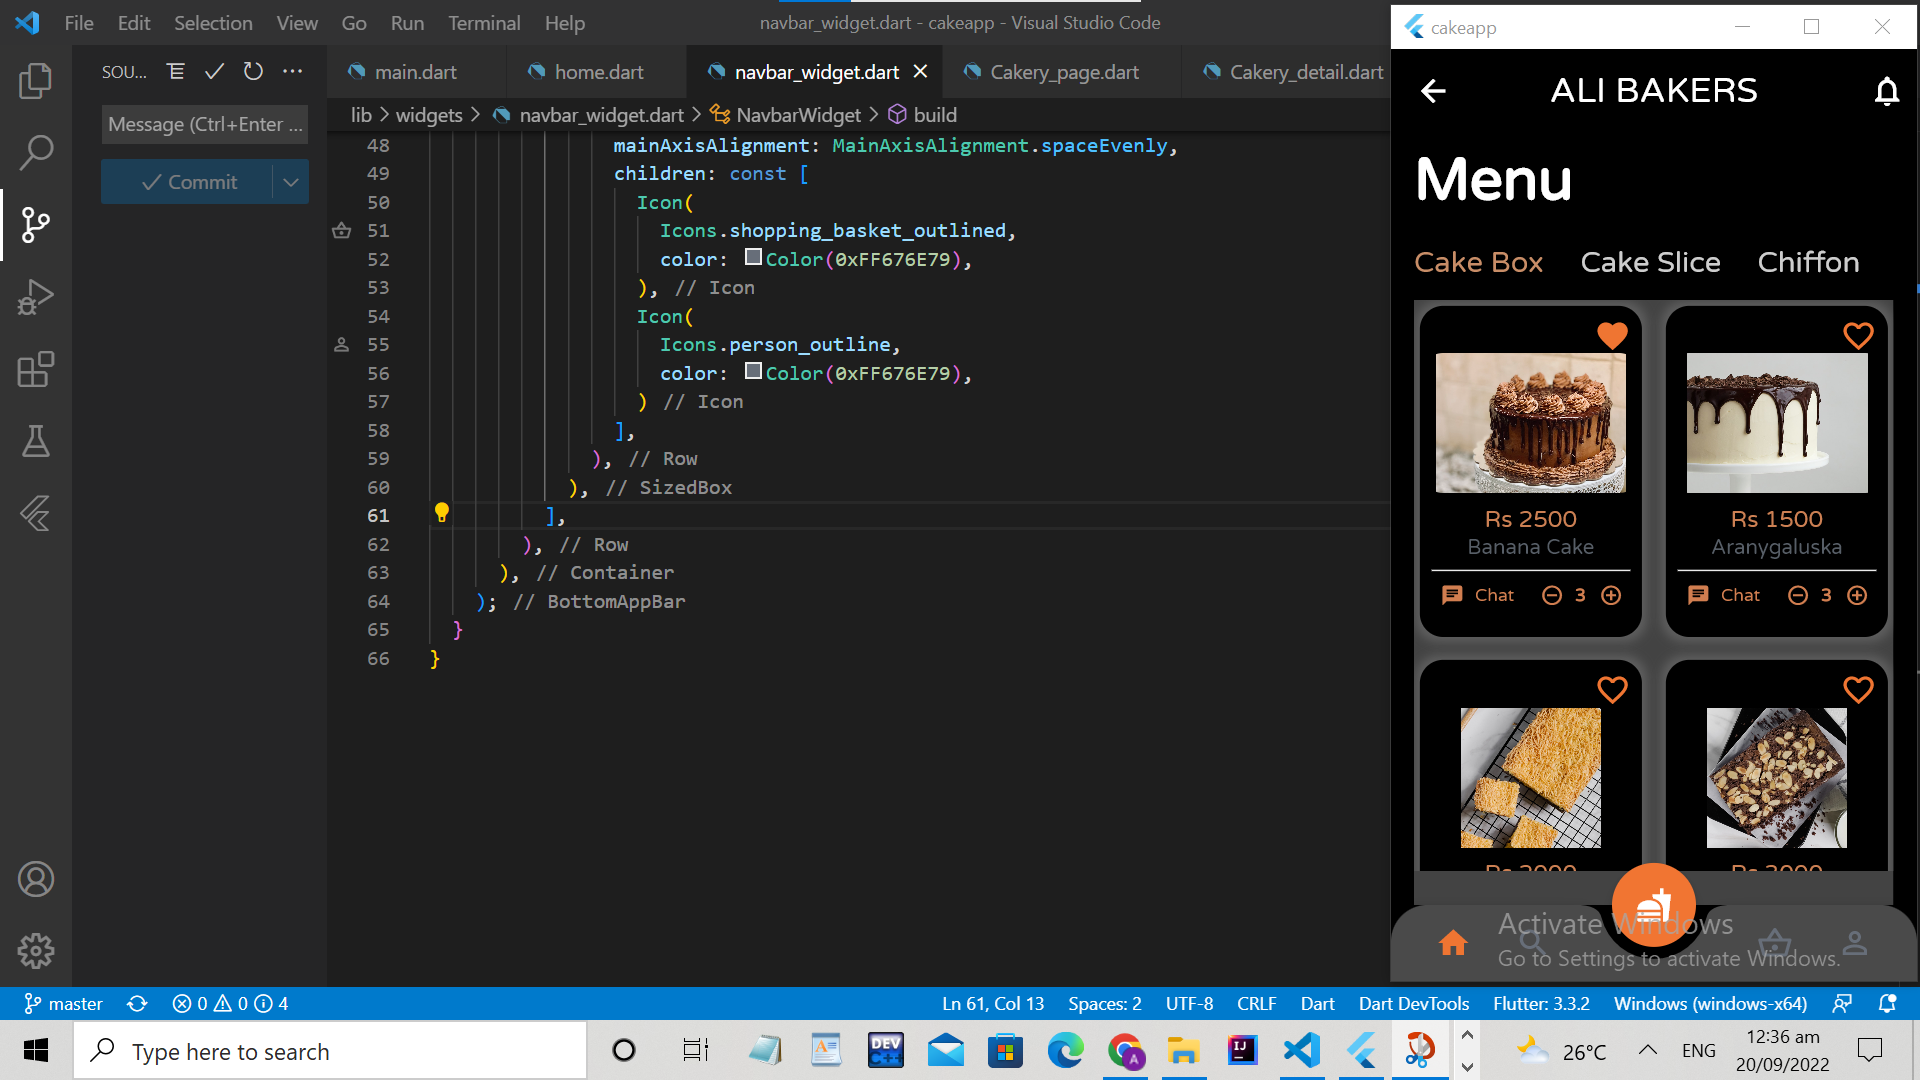 File Edit Selection View Go Run Terminal Help
navbar_widget.dart - cakeapp - Visual Studio Code
SOU...
Message (Ctrl+Enter ...
Commit
main.dart
home.dart
navbar_widget.dart
Cakery_page.dart
Cakery_detail.dart
lib > widgets > navbar_widget.dart > NavbarWidget > build
48 mainAxisAlignment: MainAxisAlignment.spaceEvenly,
49 children: const [
50 Icon(
51 Icons.shopping_basket_outlined,
52 color: Color(0xFF676E79),
53 ), // Icon
54 Icon(
55 Icons.person_outline,
56 color: Color(0xFF676E79),
57 ) // Icon
58 ],
59 ), // Row
60 ), // SizedBox
61 ],
62 ), // Row
63 ), // Container
64 ); // BottomAppBar
65 }
66 }
cakeapp
ALI BAKERS
Menu
Cake Box Cake Slice Chiffon
Rs 2500
Banana Cake
Chat 3
Rs 1500
Aranygaluska
Chat 3
Activate Windows
Go to Settings to activate Windows.
master
0 0 4
Ln 61, Col 13 Spaces: 2 UTF-8 CRLF Dart Dart DevTools Flutter: 3.3.2 Windows (windows-x64)
Type here to search
DEV
C++
IJ
A
26°C
ENG
12:36 am
20/09/2022